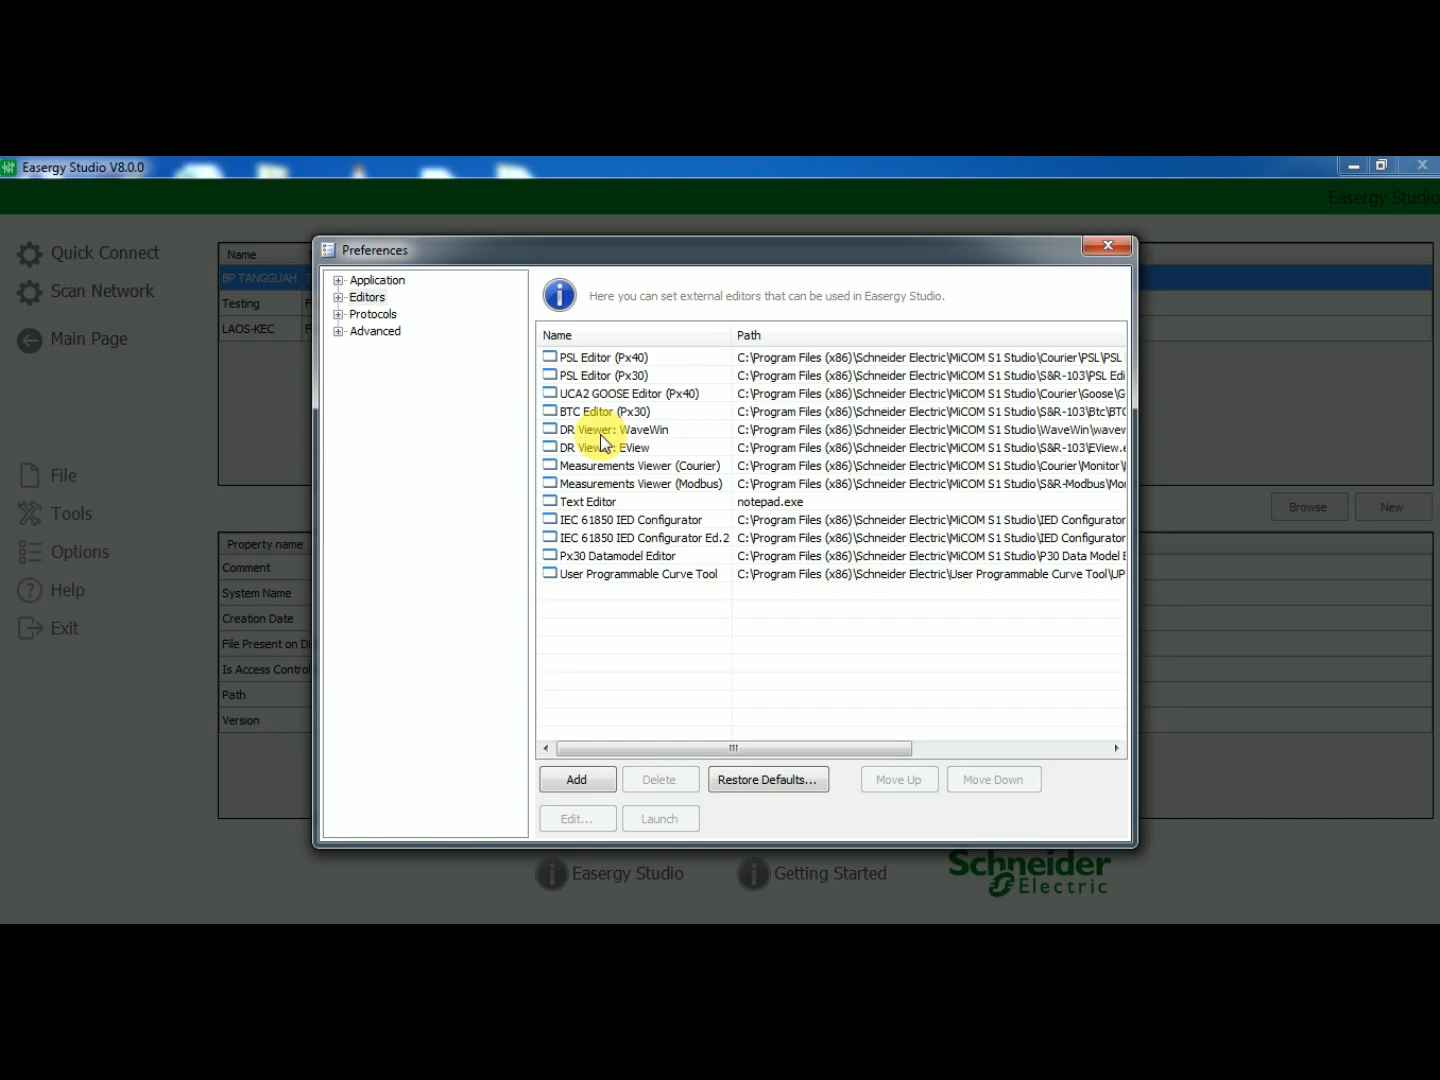 Easergy Studio V8.0.0
Easergy Studio
Quick Connect
Scan Network
Main Page
File
Tools
Options
Help
Exit
Name
BP TANGGUAH
Testing
LAOS-KEC
Browse
New
Property name
Comment
System Name
Creation Date
File Present on Di
Is Access Control
Path
Version
Preferences
Application
Editors
Protocols
Advanced
Here you can set external editors that can be used in Easergy Studio.
Name Path
PSL Editor (Px40) C:\Program Files (x86)\Schneider Electric\MiCOM S1 Studio\Courier\PSL\PSL
PSL Editor (Px30) C:\Program Files (x86)\Schneider Electric\MiCOM S1 Studio\S&R-103\PSL Edi
UCA2 GOOSE Editor (Px40) C:\Program Files (x86)\Schneider Electric\MiCOM S1 Studio\Courier\Goose\G
BTC Editor (Px30) C:\Program Files (x86)\Schneider Electric\MiCOM S1 Studio\S&R-103\Btc\BTC
DR Viewer: WaveWin C:\Program Files (x86)\Schneider Electric\MiCOM S1 Studio\WaveWin\wavew
DR Viewer: EView C:\Program Files (x86)\Schneider Electric\MiCOM S1 Studio\S&R-103\EView.e
Measurements Viewer (Courier) C:\Program Files (x86)\Schneider Electric\MiCOM S1 Studio\Courier\Monitor\
Measurements Viewer (Modbus) C:\Program Files (x86)\Schneider Electric\MiCOM S1 Studio\S&R-Modbus\Mo
Text Editor notepad.exe
IEC 61850 IED Configurator C:\Program Files (x86)\Schneider Electric\MiCOM S1 Studio\IED Configurator
IEC 61850 IED Configurator Ed.2 C:\Program Files (x86)\Schneider Electric\MiCOM S1 Studio\IED Configurator
Px30 Datamodel Editor C:\Program Files (x86)\Schneider Electric\MiCOM S1 Studio\P30 Data Model E
User Programmable Curve Tool C:\Program Files (x86)\Schneider Electric\User Programmable Curve Tool\UP
Add Delete Restore Defaults... Move Up Move Down
Edit... Launch
Easergy Studio
Getting Started
Schneider
Electric